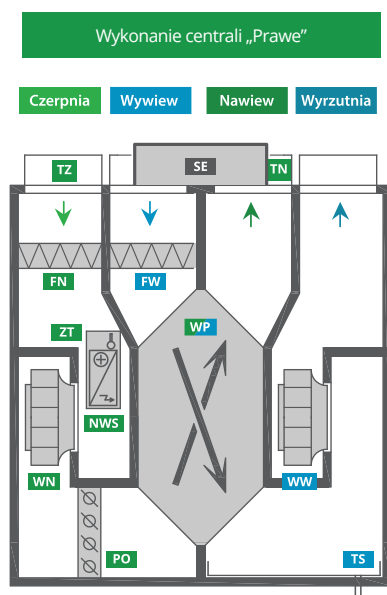 Wykonanie centrali „Prawe”
Czerpnia Wywiew Nawiew Wyrzutnia
TZ SE TN
FN FW
ZT WP
NWS
WN WW
PO TS